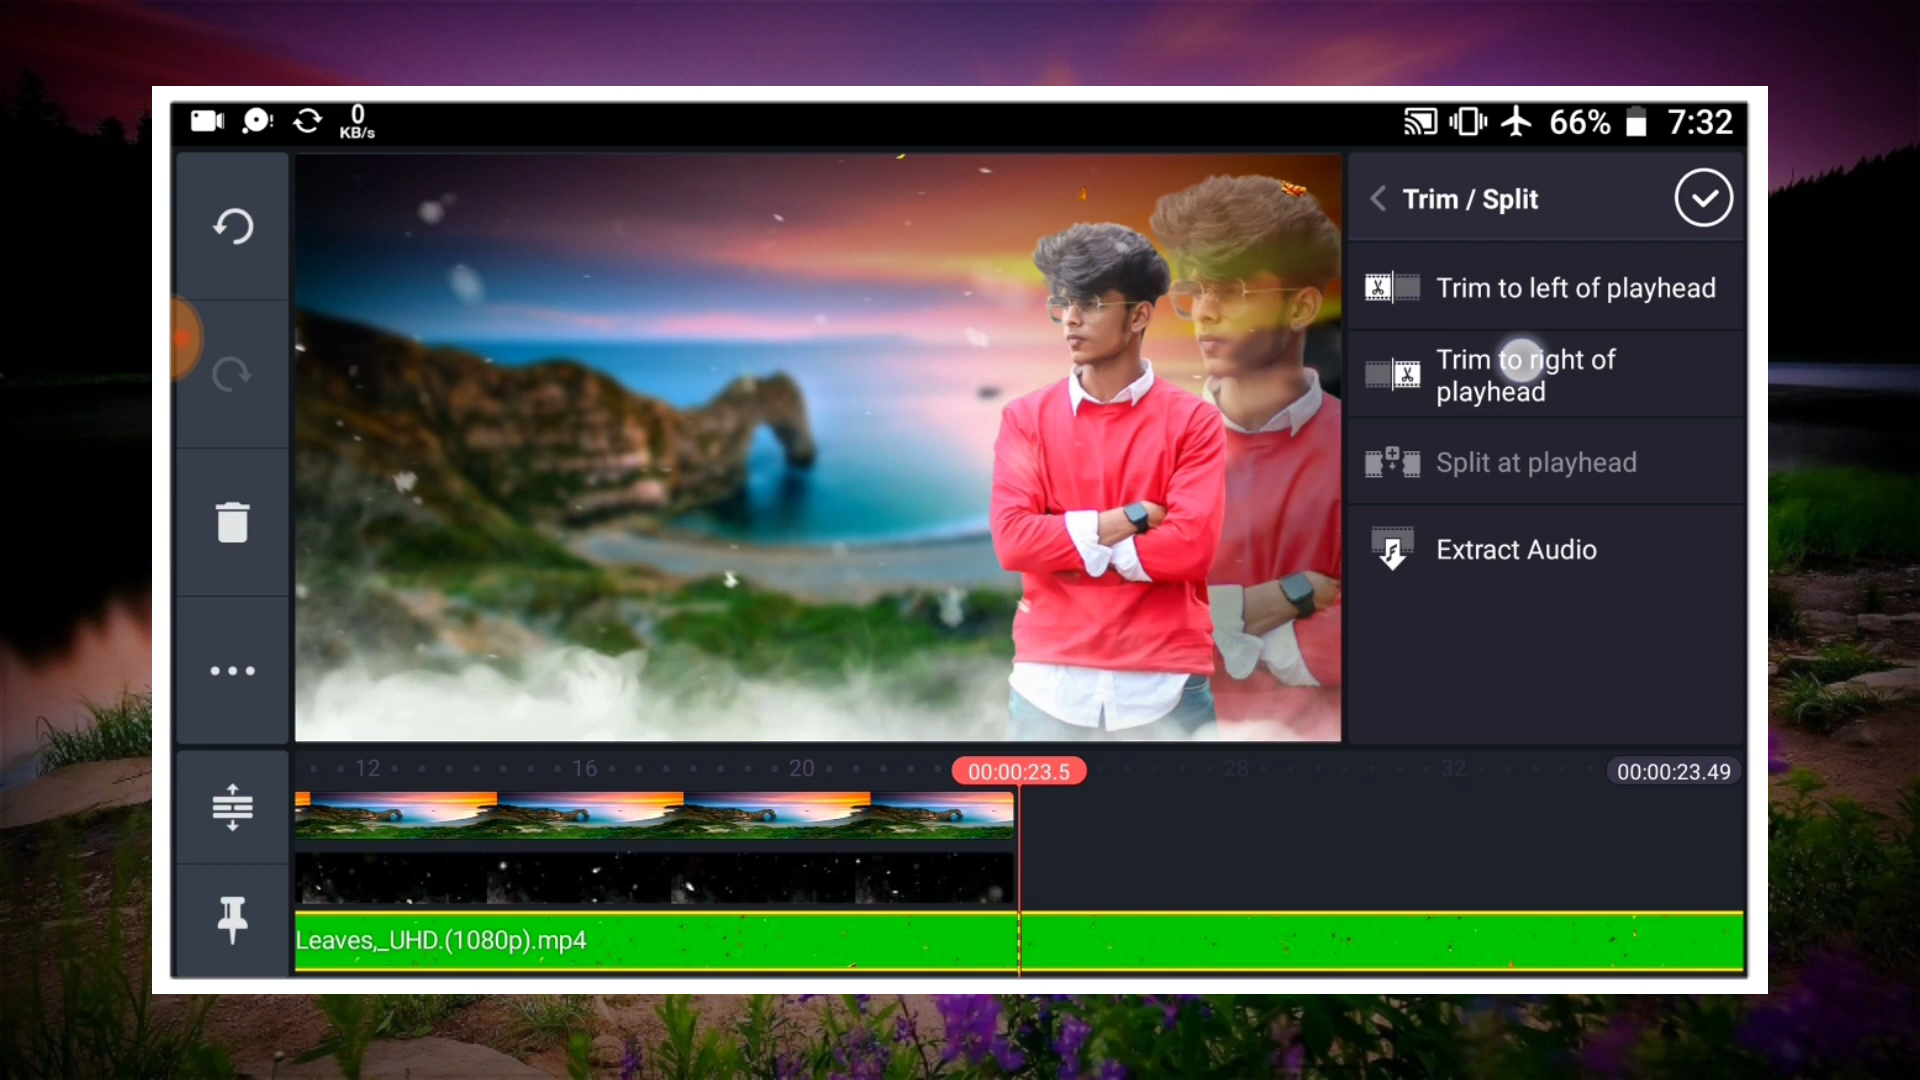 0
KB/s
66%
7:32
Trim / Split
Trim to left of playhead
Trim to right of
playhead
Split at playhead
Extract Audio
12
16
20
00:00:23.5
28
32
00:00:23.49
Leaves,_UHD.(1080p).mp4